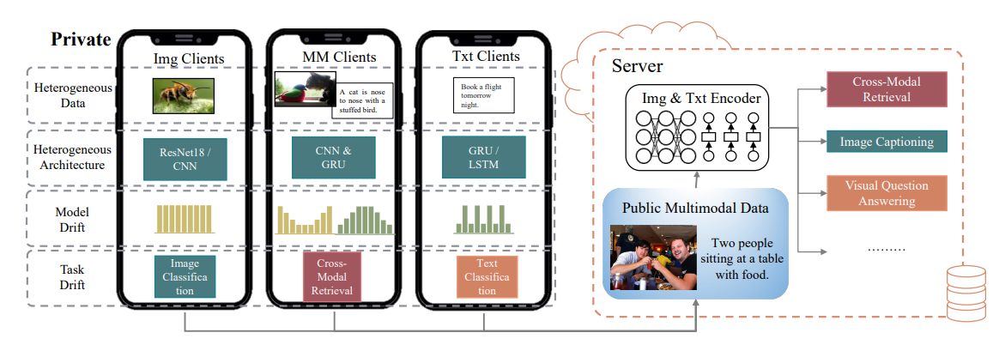 Private
Img Clients
MM Clients
Txt Clients
Heterogeneous
Data
A cat is nose
to nose with a
stuffed bird.
Book a flight
tomorrow
night.
Heterogeneous
Architecture
ResNet18 /
CNN
CNN &
GRU
GRU /
LSTM
Model
Drift
Task
Drift
Image
Classifica
tion
Cross-
Modal
Retrieval
Text
Classifica
tion
Server
Img & Txt Encoder
Public Multimodal Data
Two people
sitting at a table
with food.
Cross-Modal
Retrieval
Image Captioning
Visual Question
Answering
.........